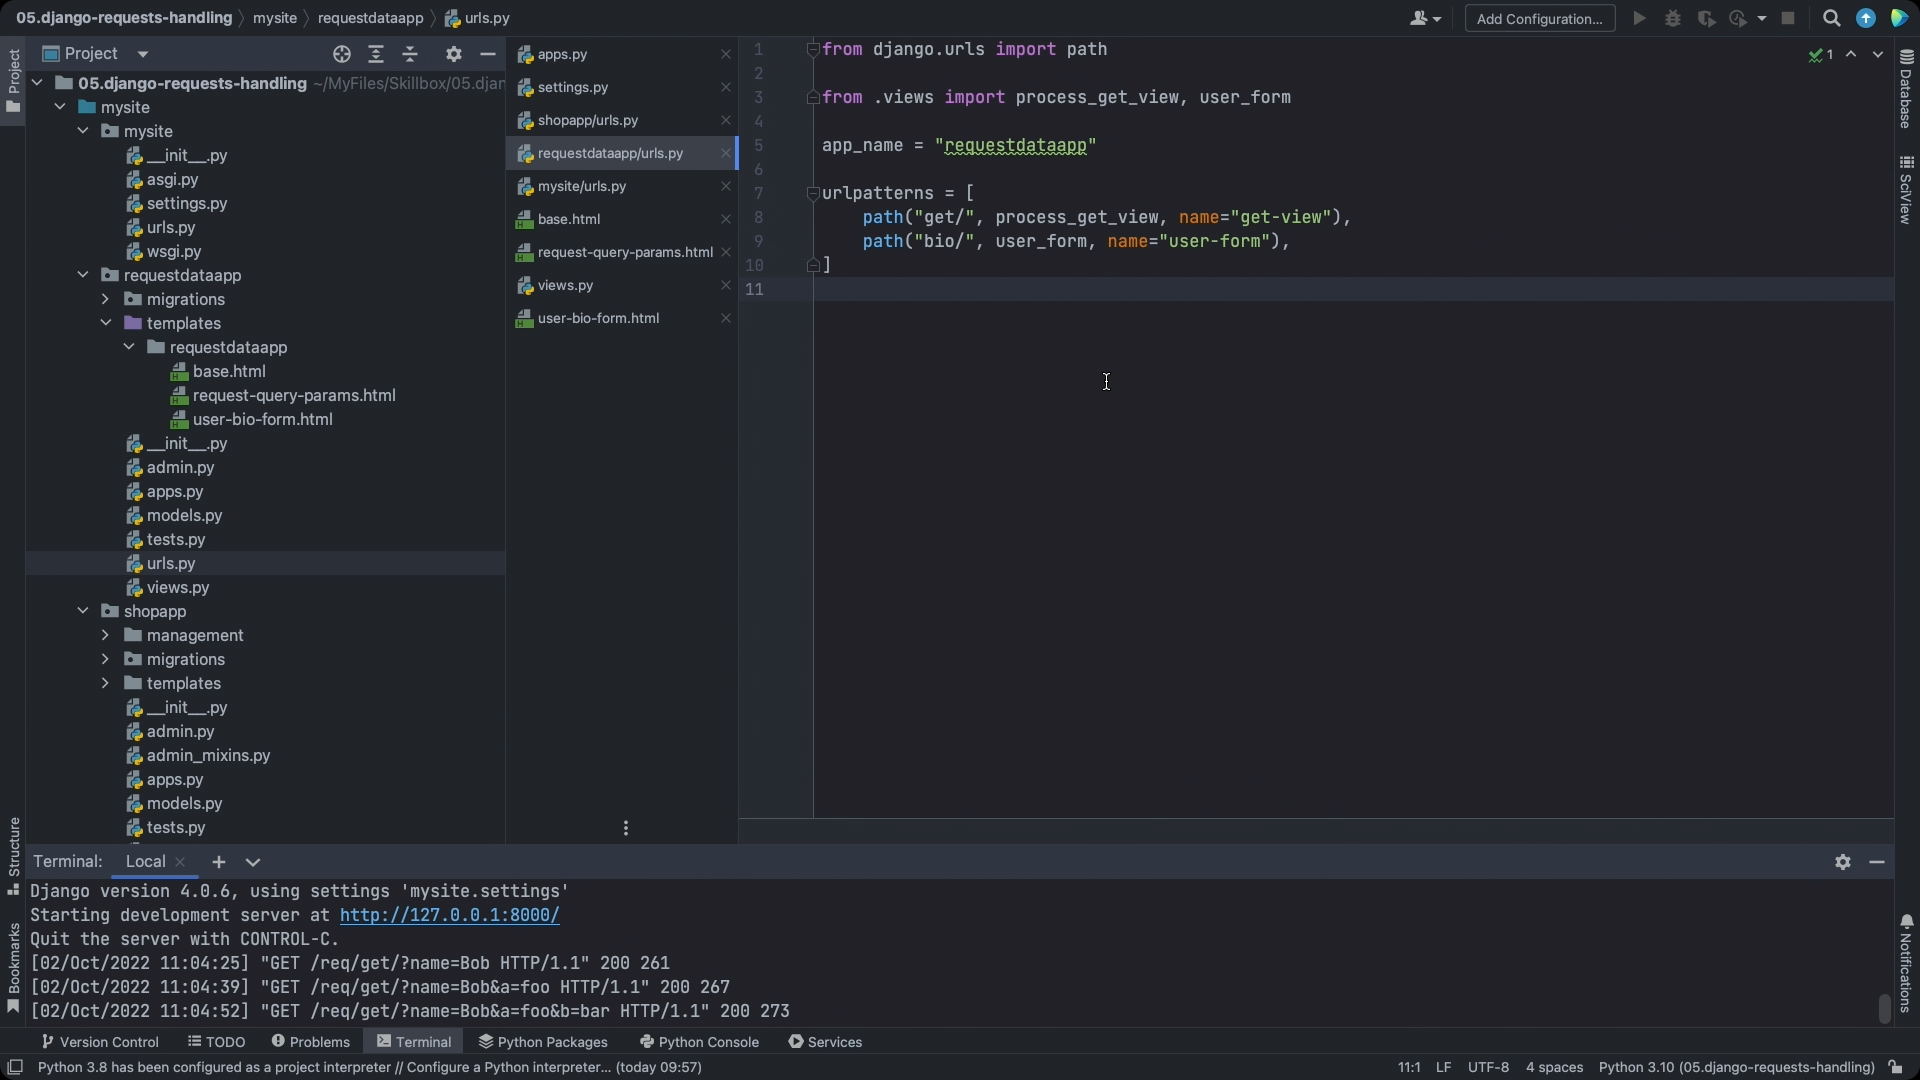 05.django-requests-handling
mysite
requestdataapp
urls.py
Add Configuration...
Project
Project
05.django-requests-handling ~/MyFiles/Skillbox/05.djan
mysite
mysite
__init__.py
asgi.py
settings.py
urls.py
wsgi.py
requestdataapp
migrations
templates
requestdataapp
base.html
request-query-params.html
user-bio-form.html
__init__.py
admin.py
apps.py
models.py
tests.py
urls.py
views.py
shopapp
management
migrations
templates
__init__.py
admin.py
admin_mixins.py
apps.py
models.py
tests.py
apps.py
settings.py
shopapp/urls.py
requestdataapp/urls.py
mysite/urls.py
base.html
request-query-params.html
views.py
user-bio-form.html
1 from django.urls import path
2
3 from .views import process_get_view, user_form
4
5 app_name = "requestdataapp"
6
7 urlpatterns = [
8 path("get/", process_get_view, name="get-view"),
9 path("bio/", user_form, name="user-form"),
10 ]
11
1
Database
SciView
Notifications
Structure
Bookmarks
Terminal:
Local
Django version 4.0.6, using settings 'mysite.settings'
Starting development server at http://127.0.0.1:8000/
Quit the server with CONTROL-C.
[02/Oct/2022 11:04:25] "GET /req/get/?name=Bob HTTP/1.1" 200 261
[02/Oct/2022 11:04:39] "GET /req/get/?name=Bob&a=foo HTTP/1.1" 200 267
[02/Oct/2022 11:04:52] "GET /req/get/?name=Bob&a=foo&b=bar HTTP/1.1" 200 273
Version Control
TODO
Problems
Terminal
Python Packages
Python Console
Services
Python 3.8 has been configured as a project interpreter // Configure a Python interpreter... (today 09:57)
11:1
LF
UTF-8
4 spaces
Python 3.10 (05.django-requests-handling)